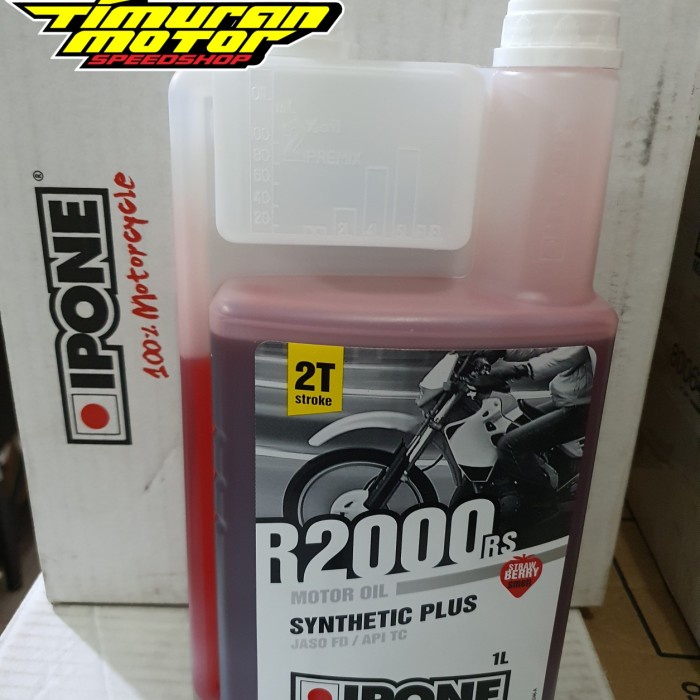 TIMURAN
MOTOR
SPEEDSHOP
IPONE®
100% Motorcycle
2T
stroke
R2000RS
STRAW
BERRY
MOTOR OIL
SYNTHETIC PLUS
JASO FD / API TC
1L
IPONE